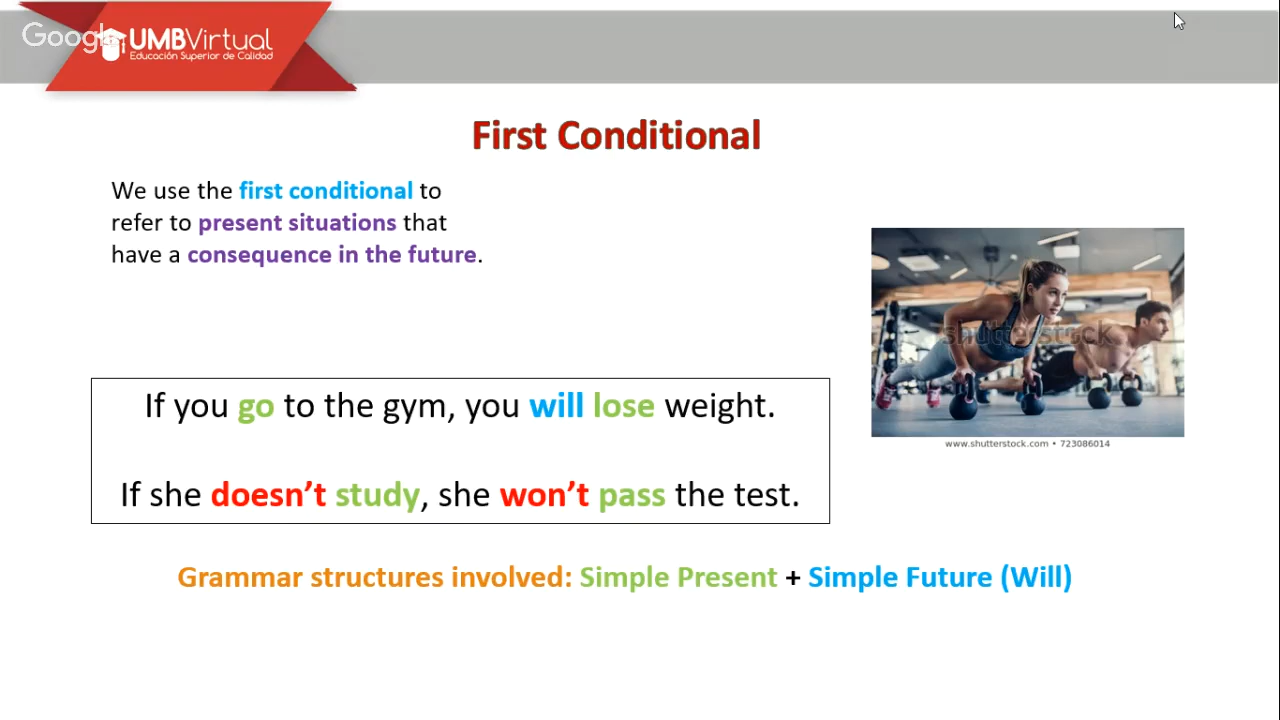 Google
UMBVirtual
Educación Superior de Calidad
First Conditional
We use the first conditional to
refer to present situations that
have a consequence in the future.
shutterstock
www.shutterstock.com • 723086014
If you go to the gym, you will lose weight.
If she doesn’t study, she won’t pass the test.
Grammar structures involved: Simple Present + Simple Future (Will)